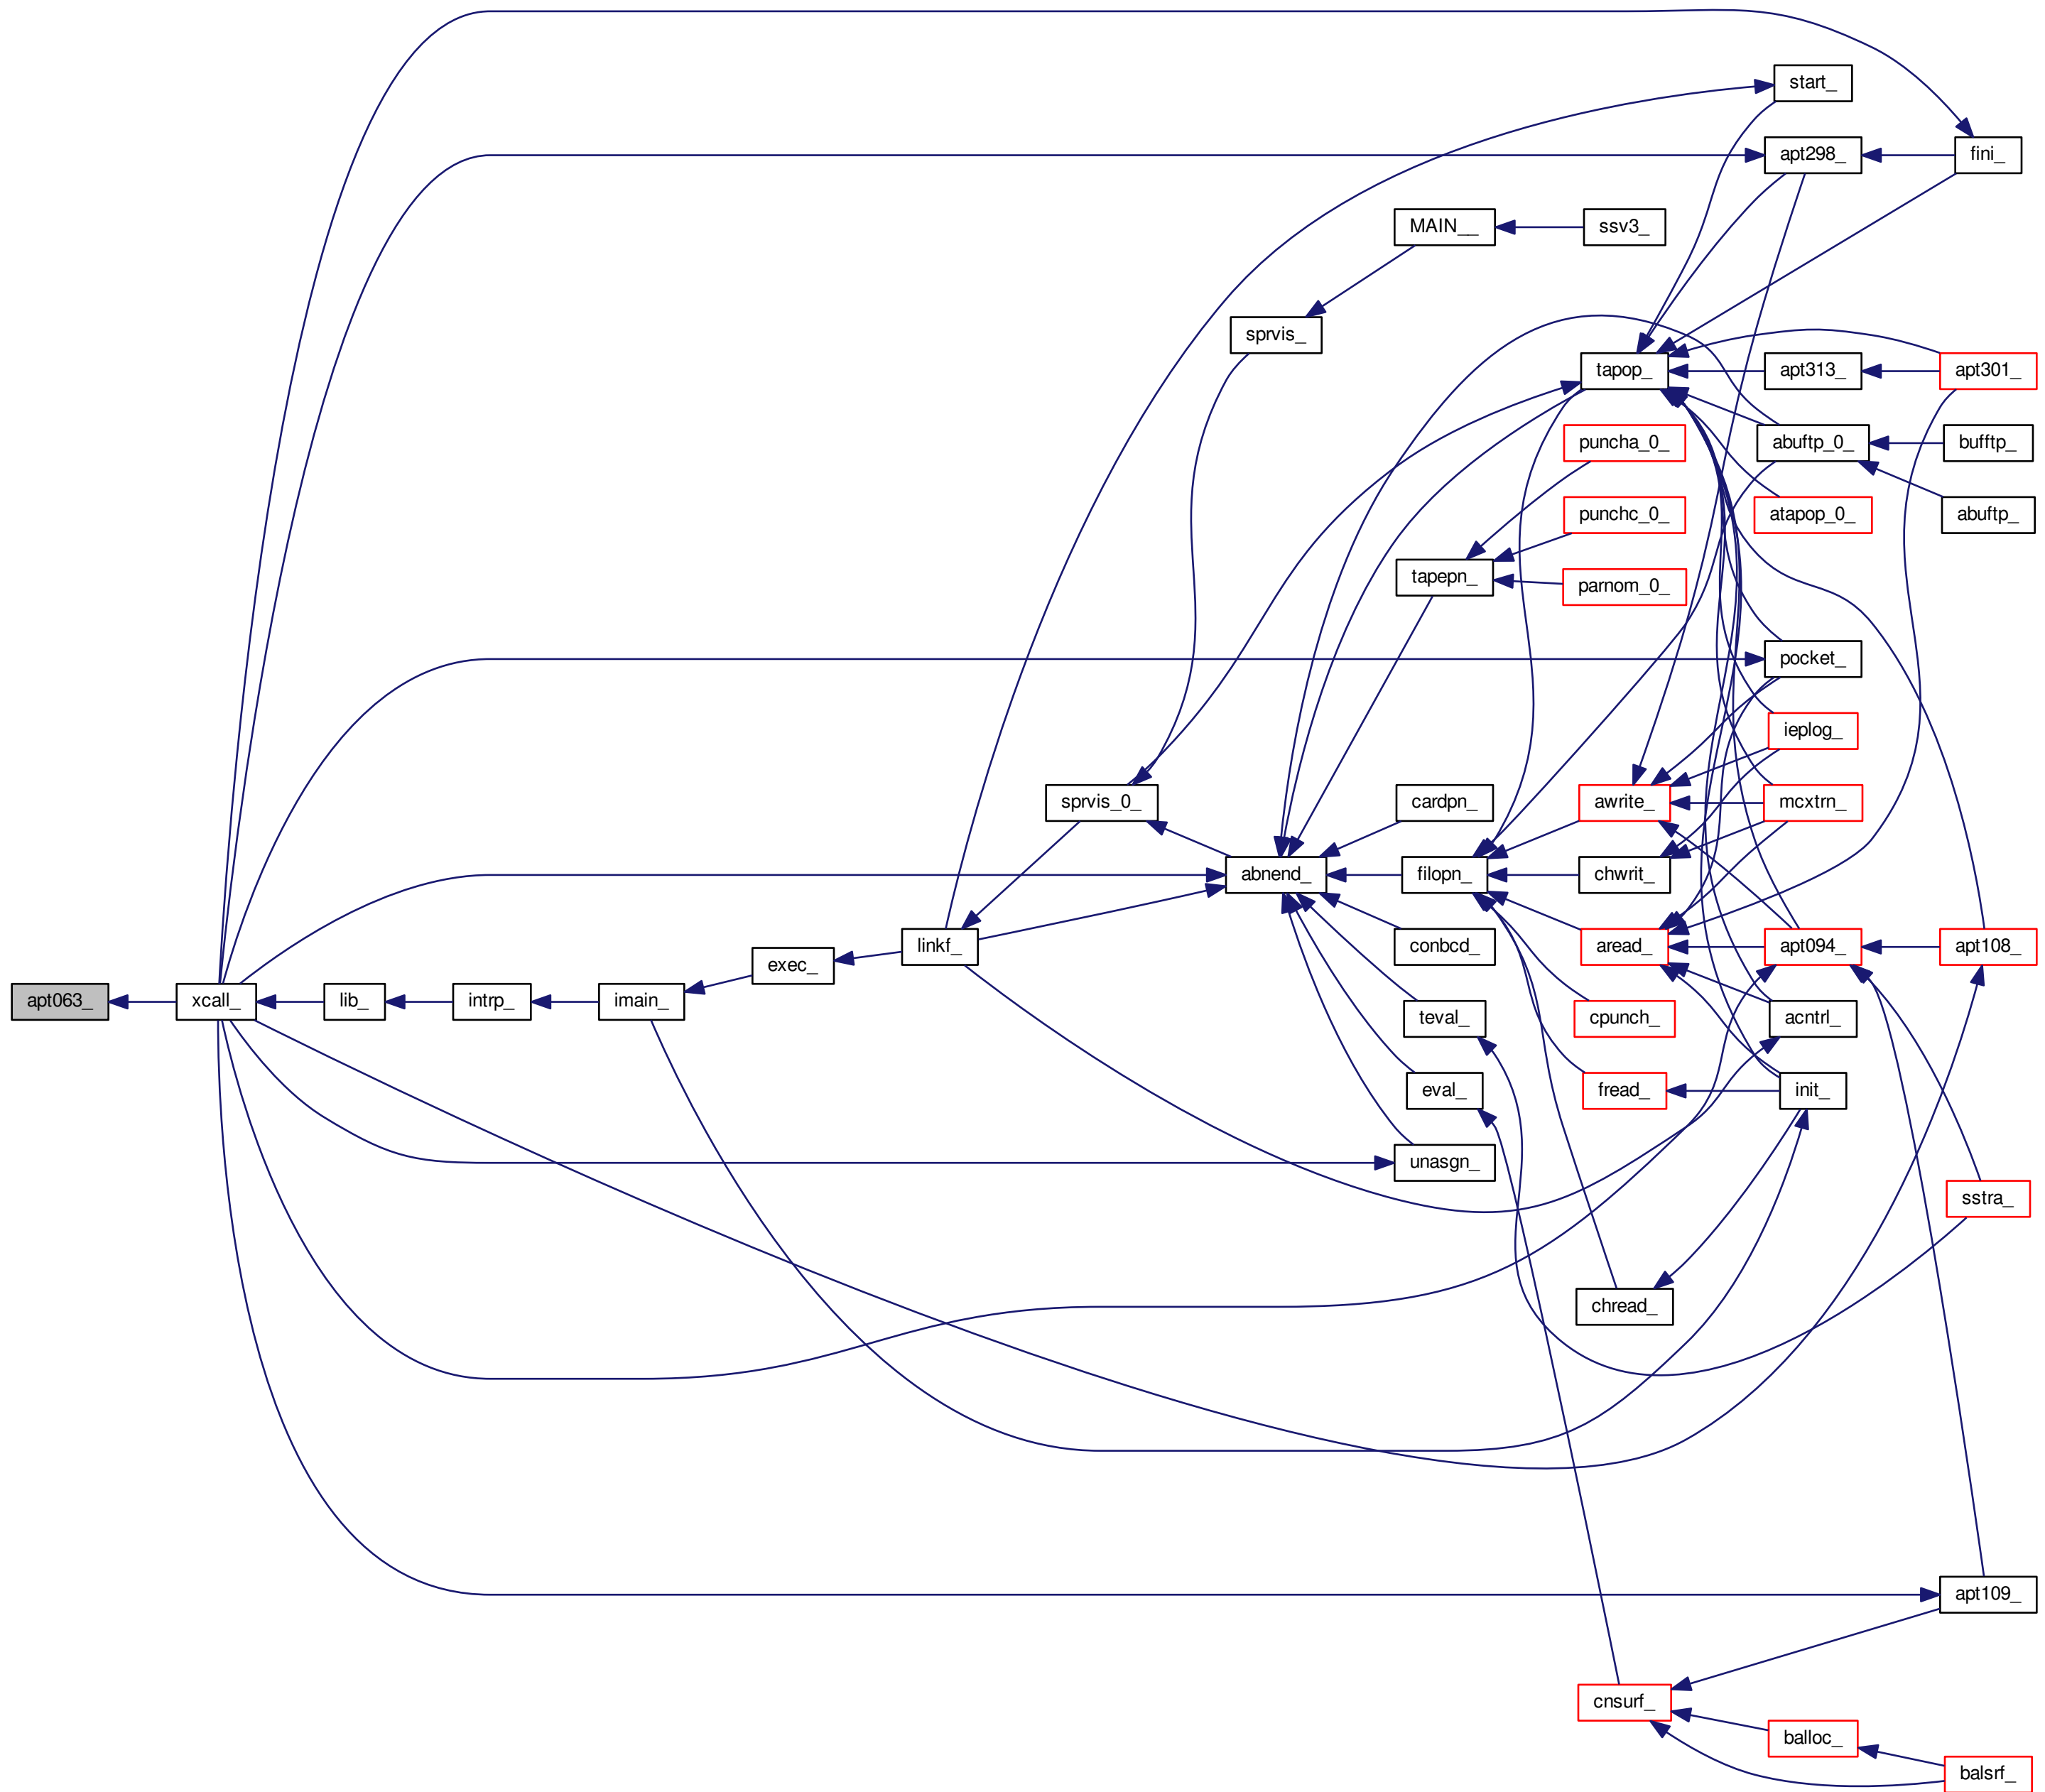 start_
apt298_
fini_
MAIN__
ssv3_
sprvis_
tapop_
apt313_
apt301_
puncha_0_
abuftp_0_
bufftp_
punchc_0_
atapop_0_
abuftp_
tapepn_
parnom_0_
pocket_
ieplog_
sprvis_0_
cardpn_
awrite_
mcxtrn_
abnend_
filopn_
chwrit_
linkf_
conbcd_
aread_
apt094_
apt108_
exec_
apt063_
xcall_
lib_
intrp_
imain_
teval_
cpunch_
acntrl_
eval_
fread_
init_
unasgn_
sstra_
chread_
apt109_
cnsurf_
balloc_
balsrf_